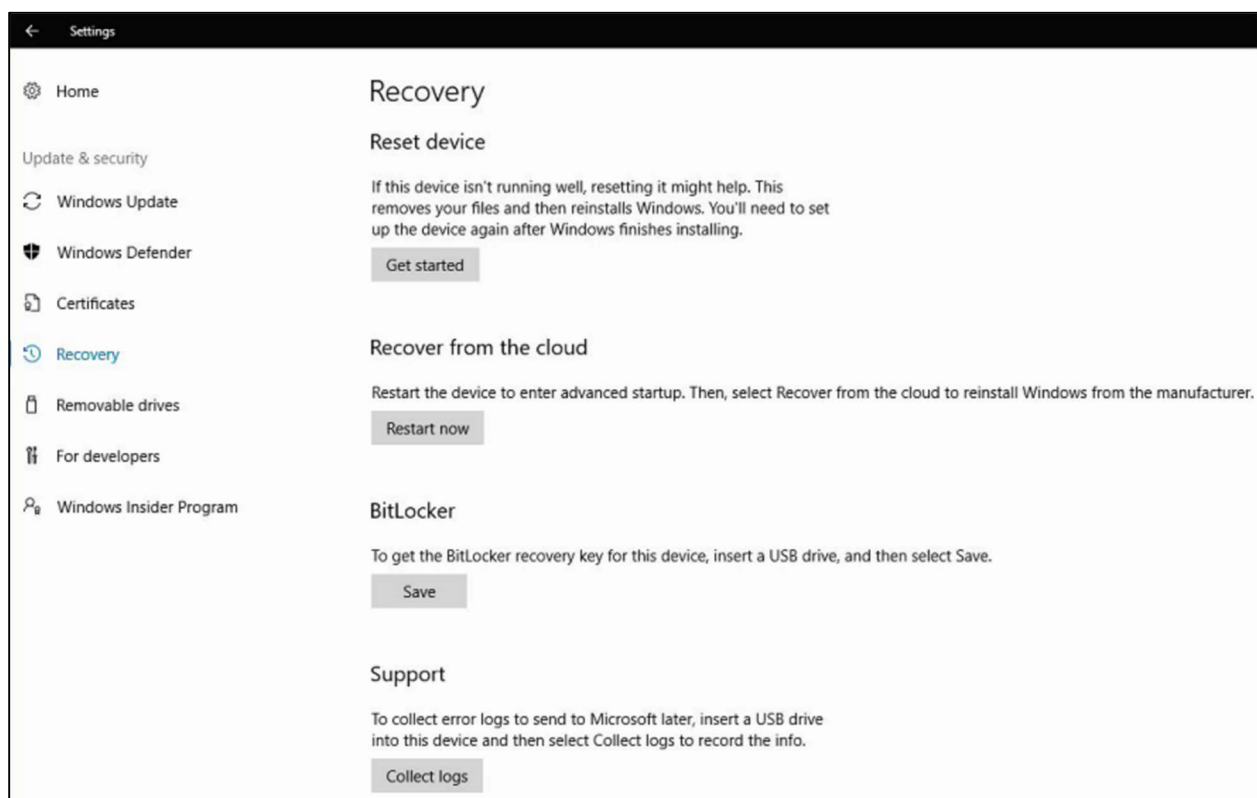 Settings
Home
Update & security
Windows Update
Windows Defender
Certificates
Recovery
Removable drives
For developers
Windows Insider Program
Recovery
Reset device
If this device isn't running well, resetting it might help. This
removes your files and then reinstalls Windows. You'll need to set
up the device again after Windows finishes installing.
Get started
Recover from the cloud
Restart the device to enter advanced startup. Then, select Recover from the cloud to reinstall Windows from the manufacturer.
Restart now
BitLocker
To get the BitLocker recovery key for this device, insert a USB drive, and then select Save.
Save
Support
To collect error logs to send to Microsoft later, insert a USB drive
into this device and then select Collect logs to record the info.
Collect logs